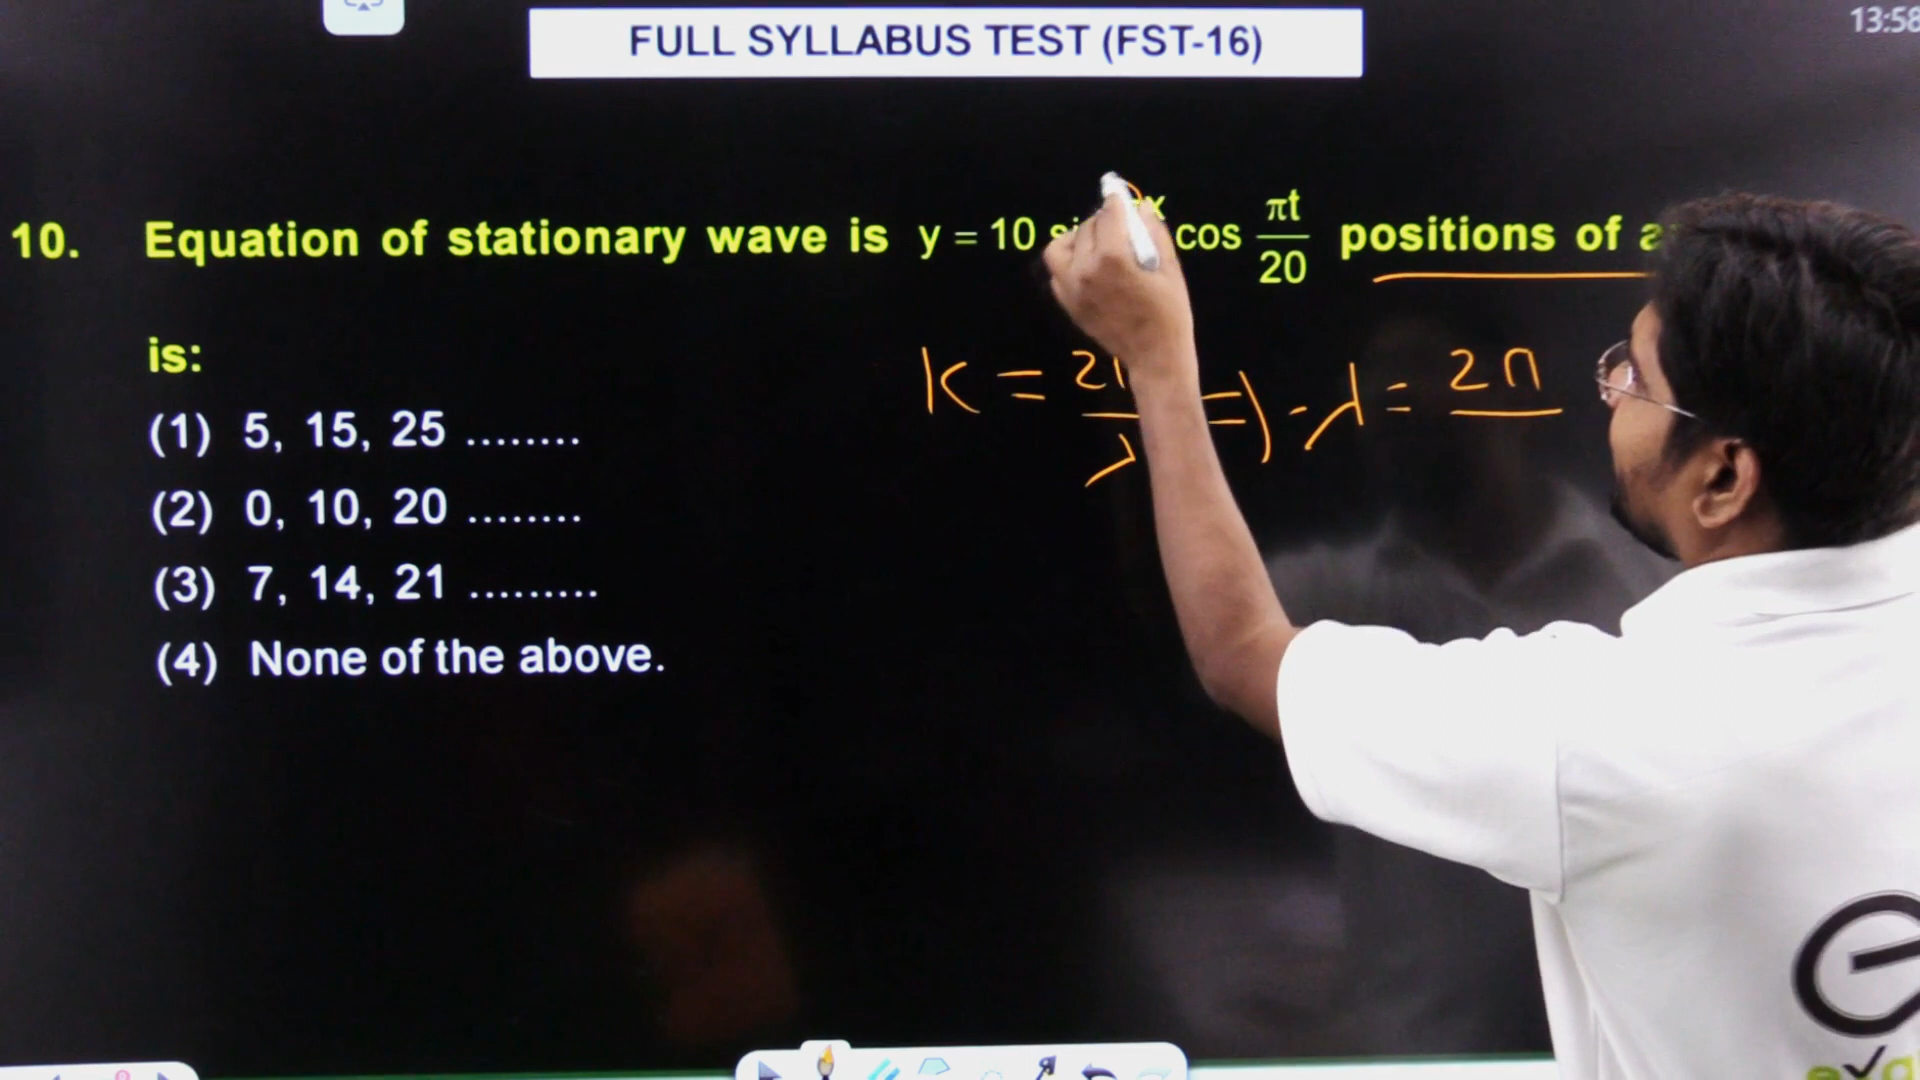 FULL SYLLABUS TEST (FST-16)
13:58
10. Equation of stationary wave is y = 10 x cos πt/20 positions of
is:
(1) 5, 15, 25 ........
(2) 0, 10, 20 ........
(3) 7, 14, 21 .........
(4) None of the above.
K = 2 /λ ⇒ λ = 2π